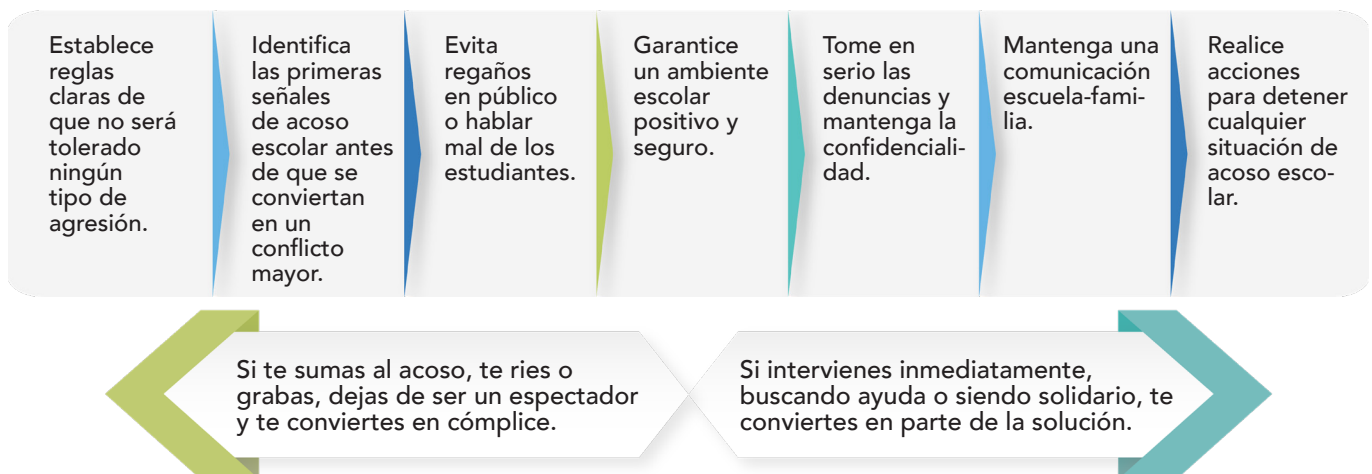 Establece
reglas
claras de
que no será
tolerado
ningún
tipo de
agresión.
Identifica
las primeras
señales
de acoso
escolar antes
de que se
conviertan
en un
conflicto
mayor.
Evita
regaños
en público
o hablar
mal de los
estudiantes.
Garantice
un ambiente
escolar
positivo y
seguro.
Tome en
serio las
denuncias y
mantenga la
confidenciali-
dad.
Mantenga una
comunicación
escuela-fami-
lia.
Realice
acciones
para detener
cualquier
situación de
acoso esco-
lar.
Si te sumas al acoso, te ries o
grabas, dejas de ser un espectador
y te conviertes en cómplice.
Si intervienes inmediatamente,
buscando ayuda o siendo solidario, te
conviertes en parte de la solución.